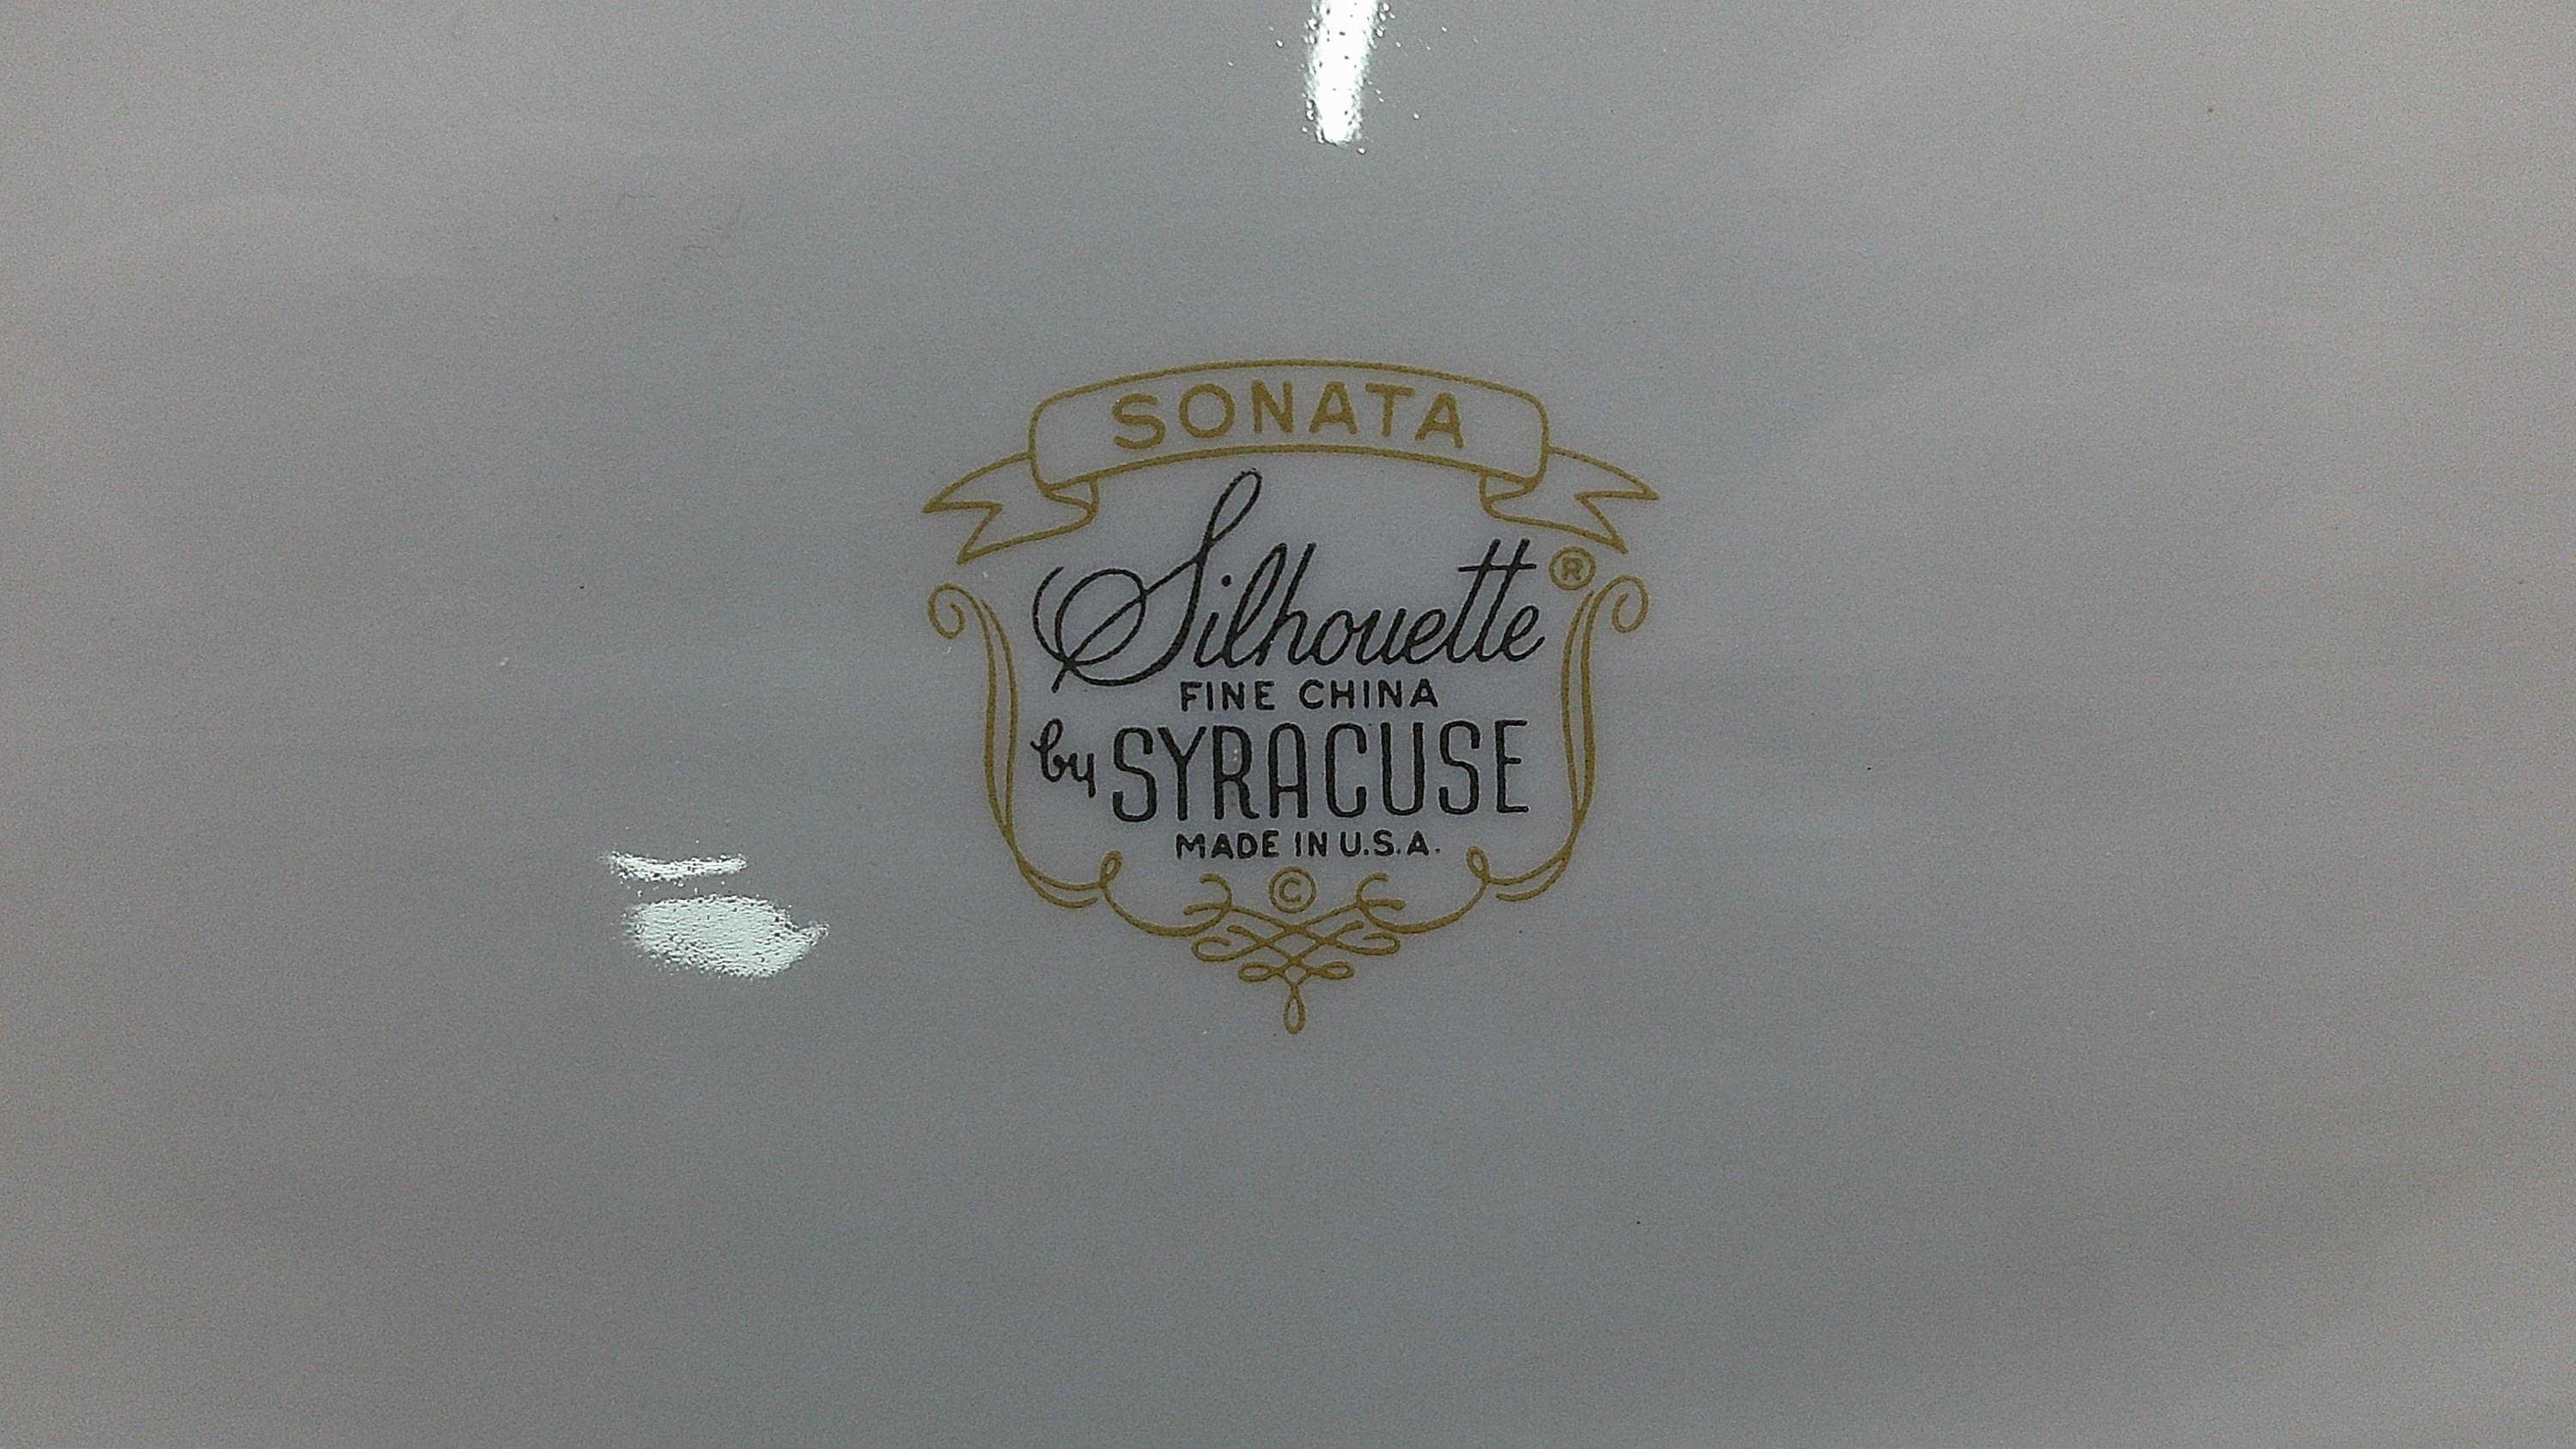 SONATA
Silhouette ®
FINE CHINA
by SYRACUSE
MADE IN U.S.A.
©